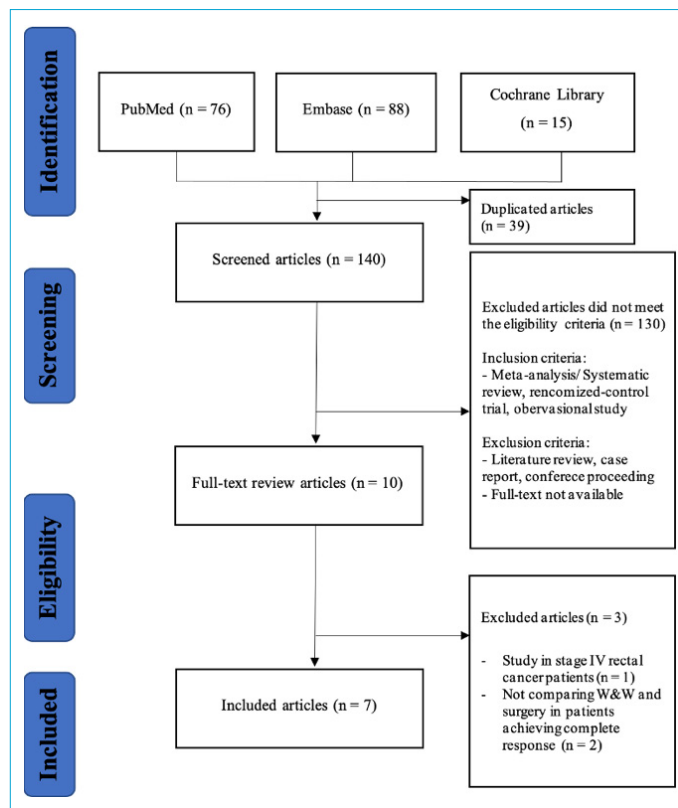 Identification
PubMed (n = 76)
Embase (n = 88)
Cochrane Library
(n = 15)
Duplicated articles
(n = 39)
Screened articles (n = 140)
Screening
Excluded articles did not meet
the eligibility criteria (n = 130)
Inclusion criteria:
- Meta-analysis/ Systematic
review, rencomized-control
trial, obervasional study
Exclusion criteria:
- Literature review, case
report, conferece proceeding
- Full-text not available
Full-text review articles (n = 10)
Eligibility
Excluded articles (n = 3)
- Study in stage IV rectal
cancer patients (n = 1)
- Not comparing W&W and
surgery in patients
achieving complete
response (n = 2)
Included articles (n = 7)
Included